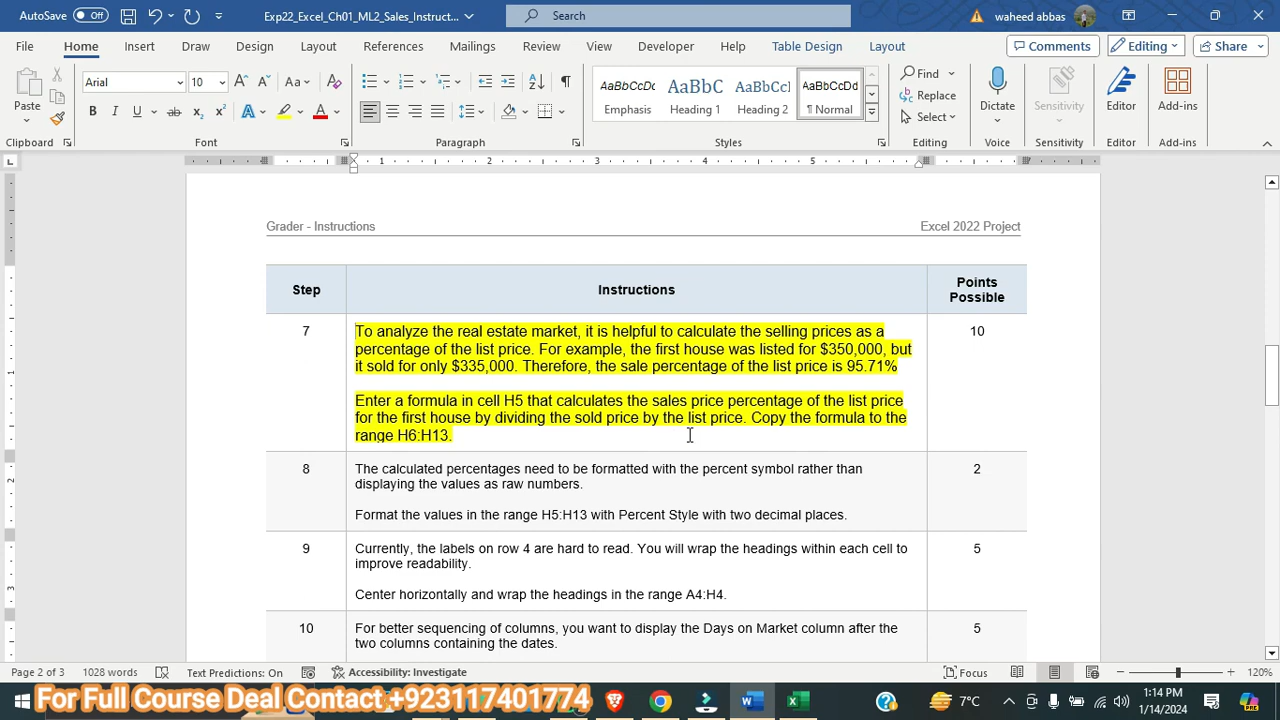 AutoSave Off
Exp22_Excel_Ch01_ML2_Sales_Instruct...
Search
waheed abbas
File Home Insert Draw Design Layout References Mailings Review View Developer Help Table Design Layout
Comments Editing Share
Paste
Arial 10
Aa
B I U ab x₂ x² A A
AaBbCcDc AaBbC AaBbCcI AaBbCcDd
Emphasis Heading 1 Heading 2 ¶ Normal
Find
Replace
Select
Dictate Sensitivity Editor Add-ins
Clipboard Font Paragraph Styles Editing Voice Sensitivity Editor Add-ins
1 2 3 4 5
Grader - Instructions Excel 2022 Project
Step Instructions Points
Possible
7 To analyze the real estate market, it is helpful to calculate the selling prices as a 10
percentage of the list price. For example, the first house was listed for $350,000, but
it sold for only $335,000. Therefore, the sale percentage of the list price is 95.71%
Enter a formula in cell H5 that calculates the sales price percentage of the list price
for the first house by dividing the sold price by the list price. Copy the formula to the
range H6:H13.
8 The calculated percentages need to be formatted with the percent symbol rather than 2
displaying the values as raw numbers.
Format the values in the range H5:H13 with Percent Style with two decimal places.
9 Currently, the labels on row 4 are hard to read. You will wrap the headings within each cell to 5
improve readability.
Center horizontally and wrap the headings in the range A4:H4.
10 For better sequencing of columns, you want to display the Days on Market column after the 5
two columns containing the dates.
Page 2 of 3 1028 words Text Predictions: On Accessibility: Investigate Focus 120%
For Full Course Deal Contact +923117401774
7°C
1:14 PM
1/14/2024